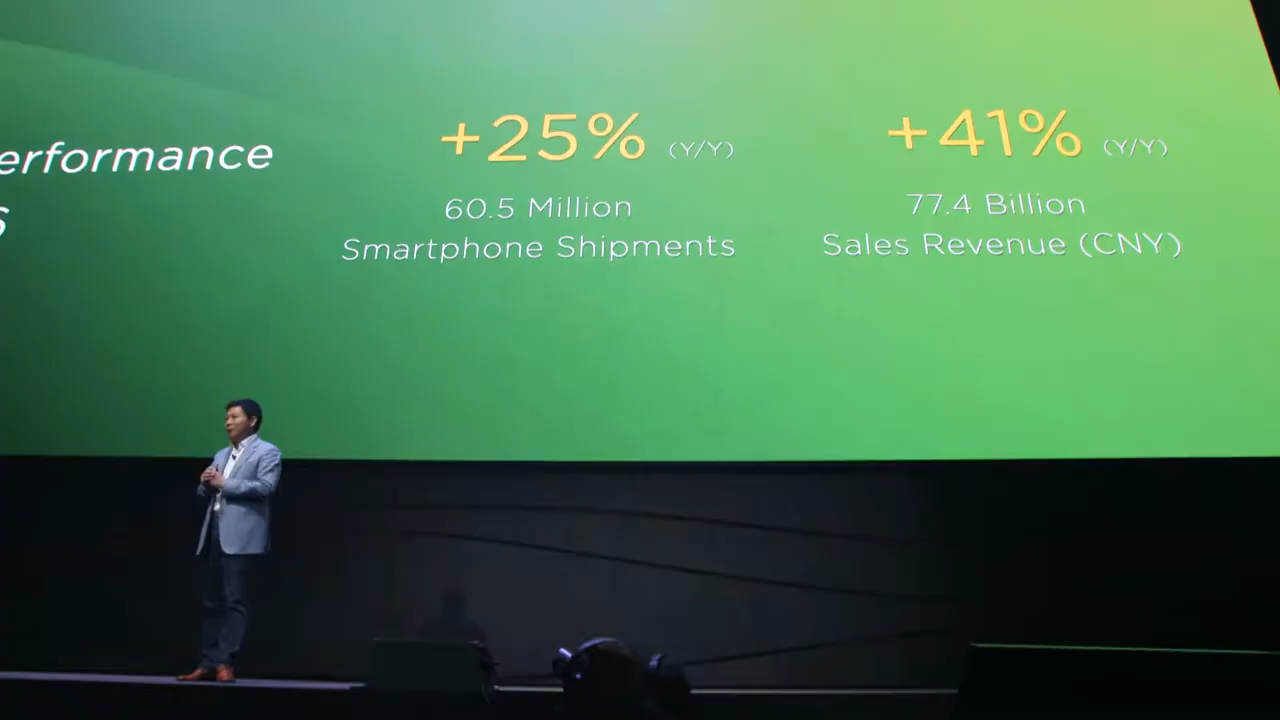 erformance
+25% (Y/Y)
60.5 Million
Smartphone Shipments
+41% (Y/Y)
77.4 Billion
Sales Revenue (CNY)